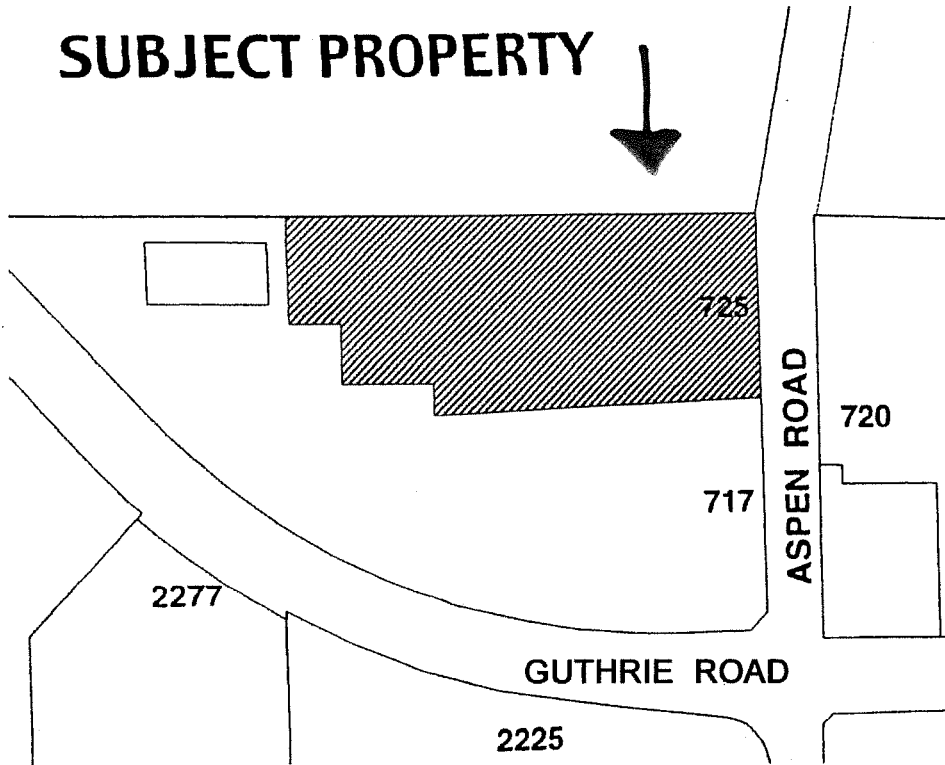 SUBJECT PROPERTY
725
720
717
ASPEN ROAD
2277
GUTHRIE ROAD
2225